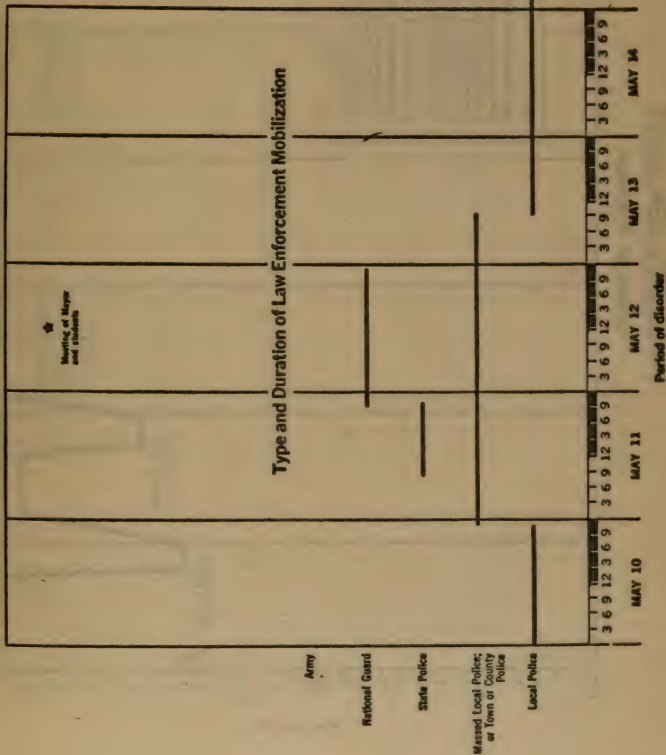 Meeting of Mayor
and students
Type and Duration of Law Enforcement Mobilization
Army
National Guard
State Police
Massed Local Police;
or Town or County
Police
Local Police
3 6 9 12 3 6 9 3 6 9 12 3 6 9 3 6 9 12 3 6 9 3 6 9 12 3 6 9 3 6 9 12 3 6 9
MAY 10 MAY 11 MAY 12 MAY 13 MAY 14
Period of disorder